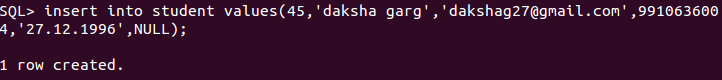 SQL> insert into student values(45,'daksha garg','dakshag27@gmail.com',991063600
4,'27.12.1996',NULL);
1 row created.